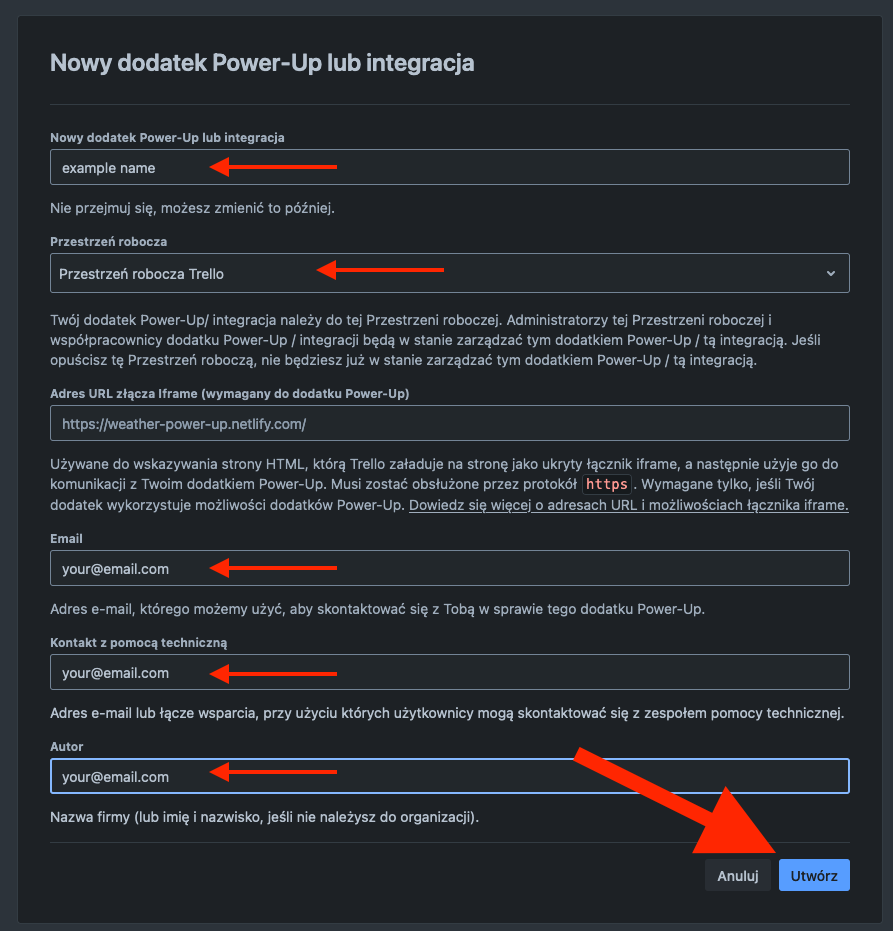 Nowy dodatek Power-Up lub integracja
Nowy dodatek Power-Up lub integracja
example name
Nie przejmuj się, możesz zmienić to później.
Przestrzeń robocza
Przestrzeń robocza Trello
Twój dodatek Power-Up/ integracja należy do tej Przestrzeni roboczej. Administratorzy tej Przestrzeni roboczej i
współpracownicy dodatku Power-Up / integracji będą w stanie zarządzać tym dodatkiem Power-Up / tą integracją. Jeśli
opuścisz tę Przestrzeń roboczą, nie będziesz już w stanie zarządzać tym dodatkiem Power-Up / tą integracją.
Adres URL złącza Iframe (wymagany do dodatku Power-Up)
https://weather-power-up.netlify.com/
Używane do wskazywania strony HTML, którą Trello załaduje na stronę jako ukryty łącznik iframe, a następnie użyje go do
komunikacji z Twoim dodatkiem Power-Up. Musi zostać obsłużone przez protokół https. Wymagane tylko, jeśli Twój
dodatek wykorzystuje możliwości dodatków Power-Up. Dowiedz się więcej o adresach URL i możliwościach łącznika iframe.
Email
your@email.com
Adres e-mail, którego możemy użyć, aby skontaktować się z Tobą w sprawie tego dodatku Power-Up.
Kontakt z pomocą techniczną
your@email.com
Adres e-mail lub łącze wsparcia, przy użyciu których użytkownicy mogą skontaktować się z zespołem pomocy technicznej.
Autor
your@email.com
Nazwa firmy (lub imię i nazwisko, jeśli nie należysz do organizacji).
Anuluj Utwórz